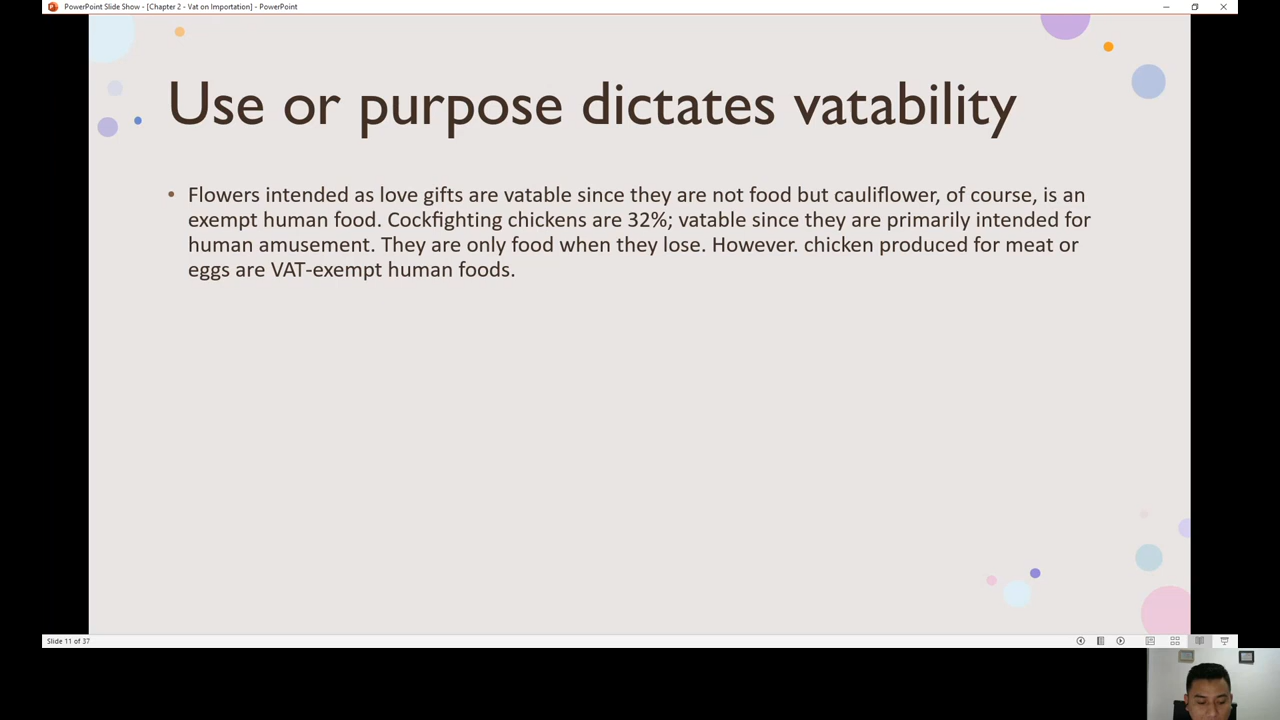 PowerPoint Slide Show - [Chapter 2 - Vat on Importation] - PowerPoint
Use or purpose dictates vatability
• Flowers intended as love gifts are vatable since they are not food but cauliflower, of course, is an
exempt human food. Cockfighting chickens are 32%; vatable since they are primarily intended for
human amusement. They are only food when they lose. However. chicken produced for meat or
eggs are VAT-exempt human foods.
Slide 11 of 37